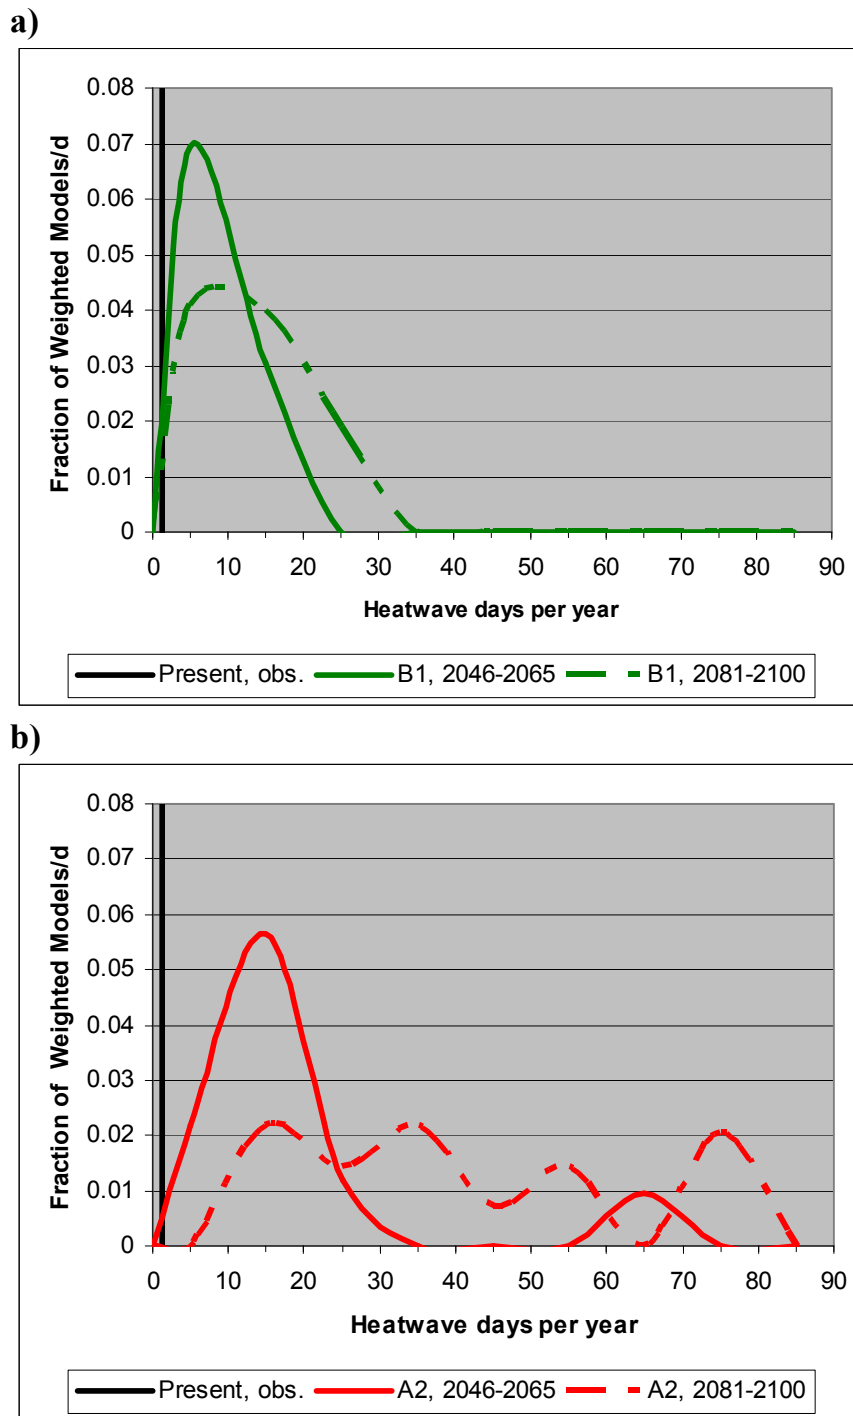 a)
Fraction of Weighted Models/d
0.08
0.07
0.06
0.05
0.04
0.03
0.02
0.01
0
0 10 20 30 40 50 60 70 80 90
Heatwave days per year
Present, obs. B1, 2046-2065 B1, 2081-2100
b)
Fraction of Weighted Models/d
0.08
0.07
0.06
0.05
0.04
0.03
0.02
0.01
0
0 10 20 30 40 50 60 70 80 90
Heatwave days per year
Present, obs. A2, 2046-2065 A2, 2081-2100